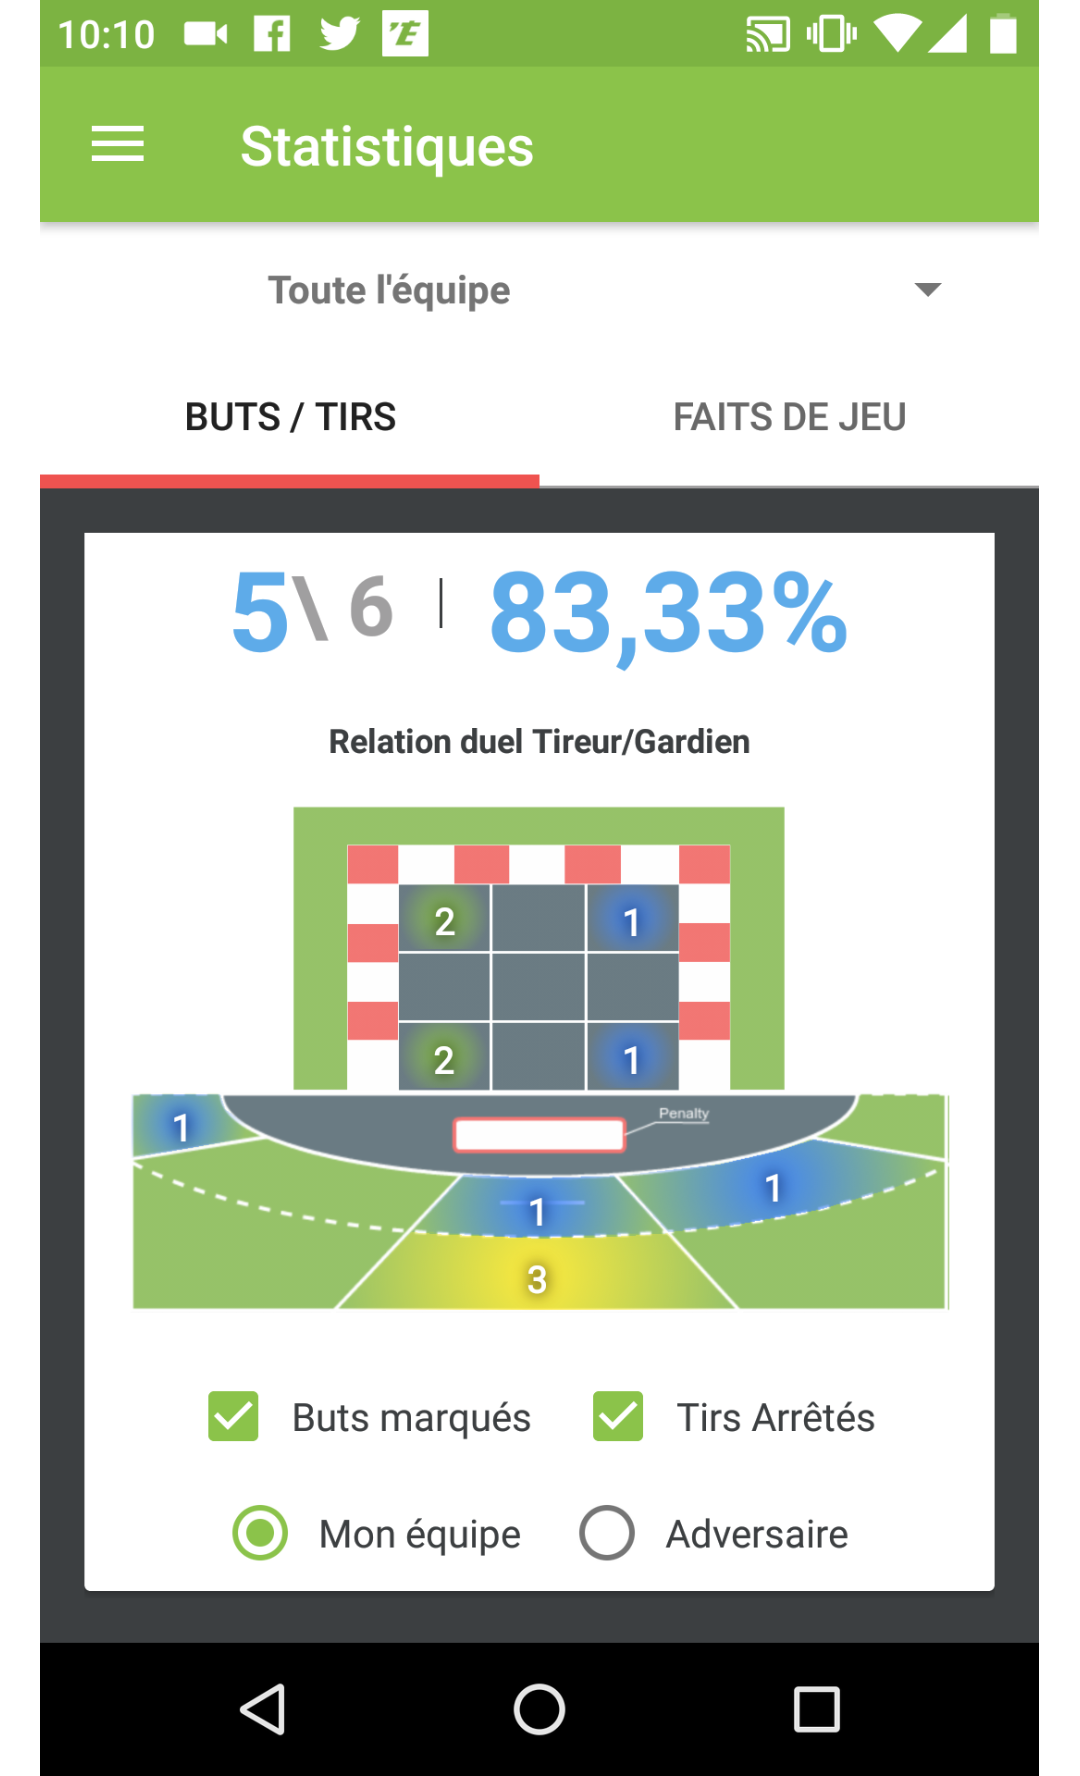 10:10
Statistiques
Toute l'équipe
BUTS / TIRS
FAITS DE JEU
5\ 6 | 83,33%
Relation duel Tireur/Gardien
2 1
2 1
Penalty
1
1
1
3
Buts marqués
Tirs Arrêtés
Mon équipe
Adversaire